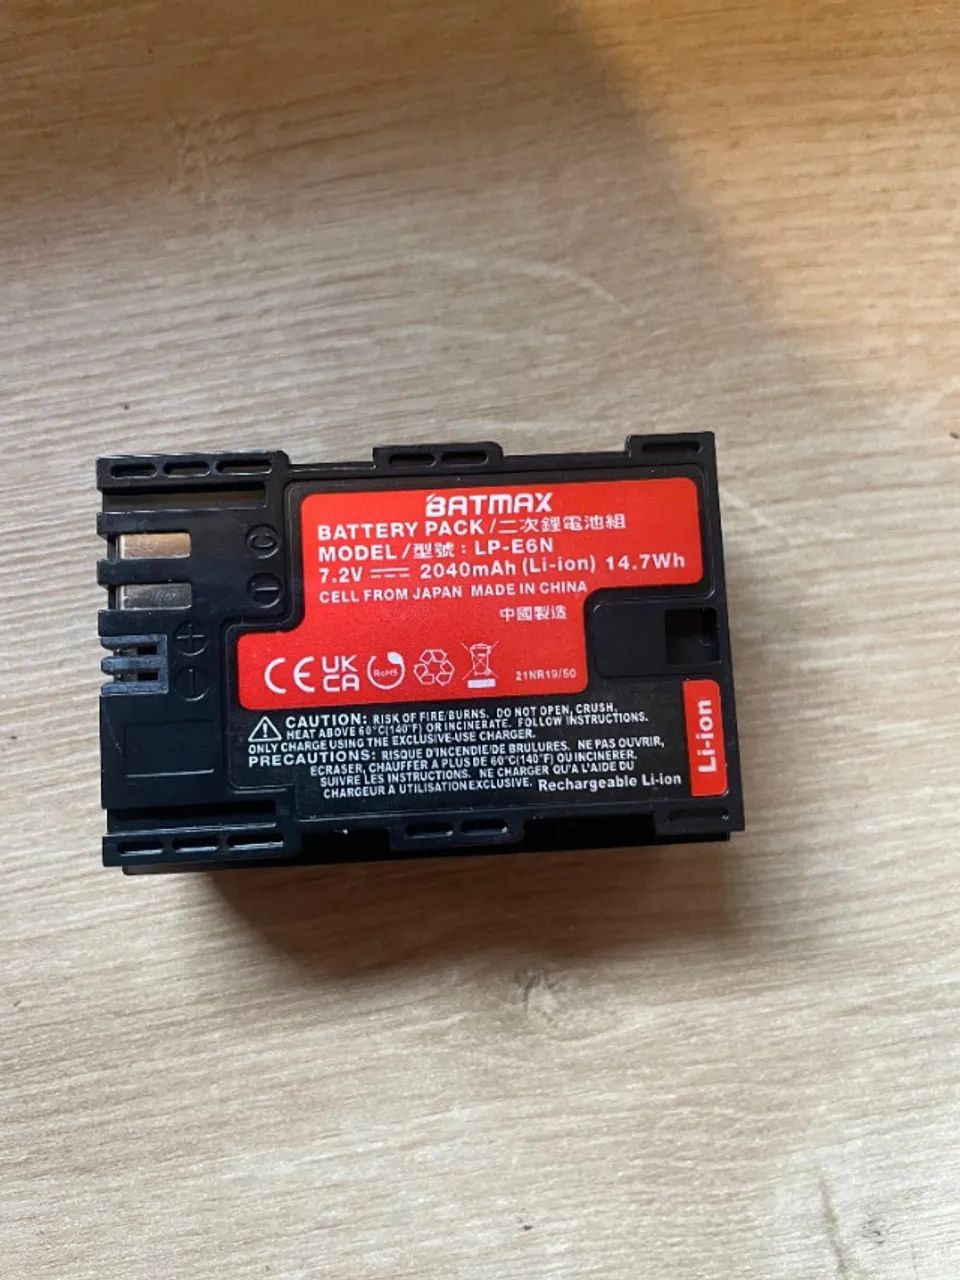 BATMAX
BATTERY PACK/二次鋰電池組
MODEL/型號: LP-E6N
7.2V 2040mAh (Li-ion) 14.7Wh
CELL FROM JAPAN MADE IN CHINA
中國製造
CE UKCA RoHS
21NR19/50
C
-
+
-
CAUTION: RISK OF FIRE/BURNS. DO NOT OPEN, CRUSH,
HEAT ABOVE 60°C(140°F) OR INCINERATE. FOLLOW INSTRUCTIONS.
ONLY CHARGE USING THE EXCLUSIVE-USE CHARGER.
PRECAUTIONS: RISQUE D'INCENDIE/DE BRULURES. NE PAS OUVRIR,
ECRASER, CHAUFFER A PLUS DE 60°C(140°F) OU INCINERER.
SUIVRE LES INSTRUCTIONS. NE CHARGER QU'A L'AIDE DU
CHARGEUR A UTILISATION EXCLUSIVE. Rechargeable Li-ion
Li-ion